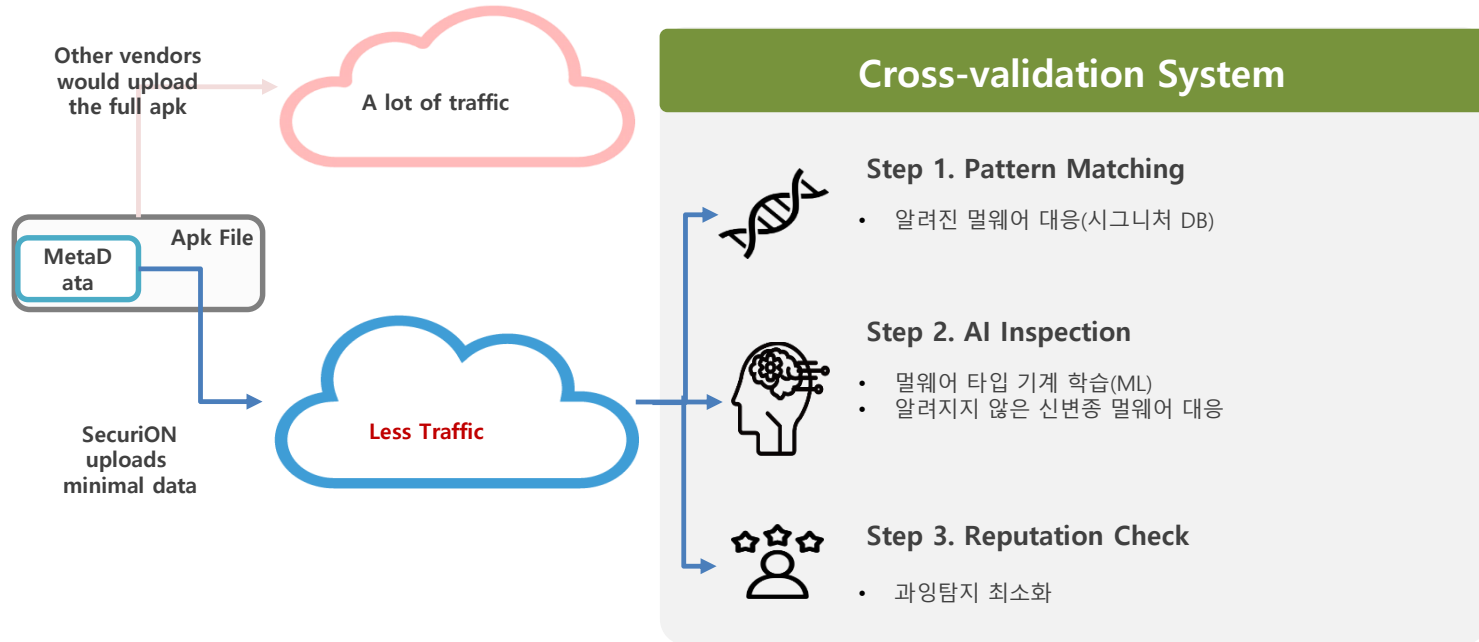 Other vendors
would upload
the full apk
A lot of traffic
Apk File
MetaD
ata
SecuriON
uploads
minimal data
Less Traffic
Cross-validation System
Step 1. Pattern Matching
• 알려진 멀웨어 대응(시그니처 DB)
Step 2. AI Inspection
• 멀웨어 타입 기계 학습(ML)
• 알려지지 않은 신변종 멀웨어 대응
Step 3. Reputation Check
• 과잉탐지 최소화